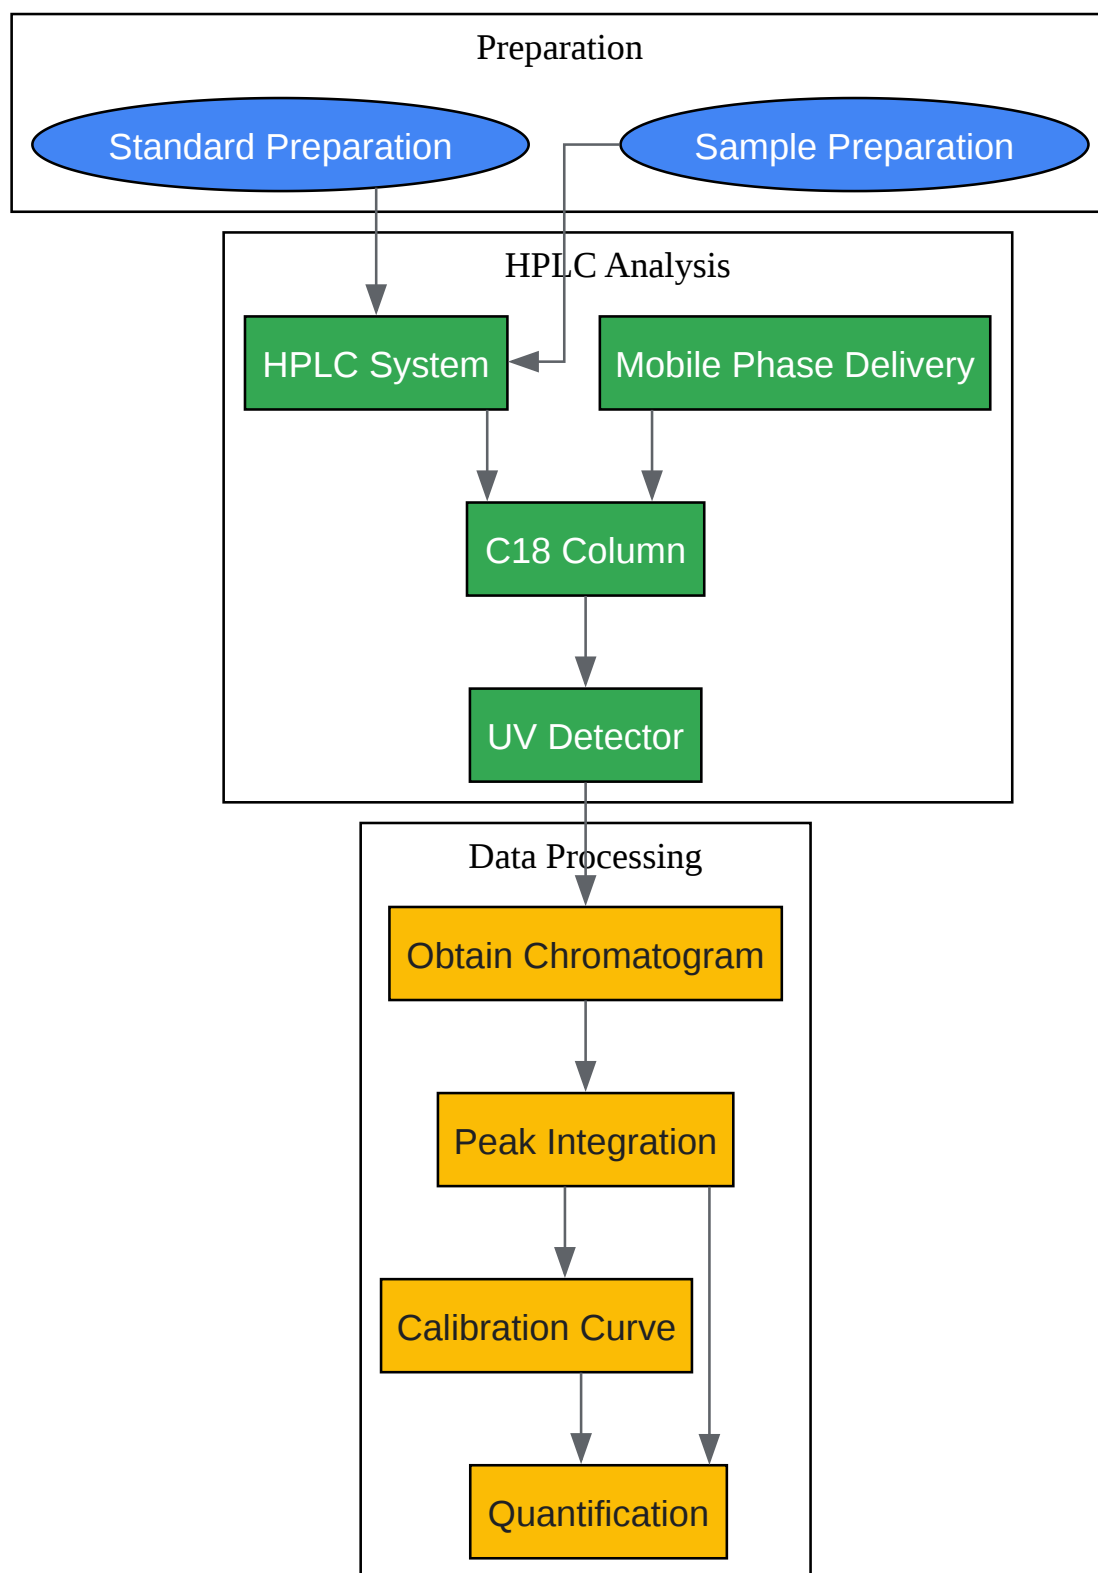 Preparation
Standard Preparation
Sample Preparation
HPLC Analysis
HPLC System
Mobile Phase Delivery
C18 Column
UV Detector
Data Processing
Obtain Chromatogram
Peak Integration
Calibration Curve
Quantification